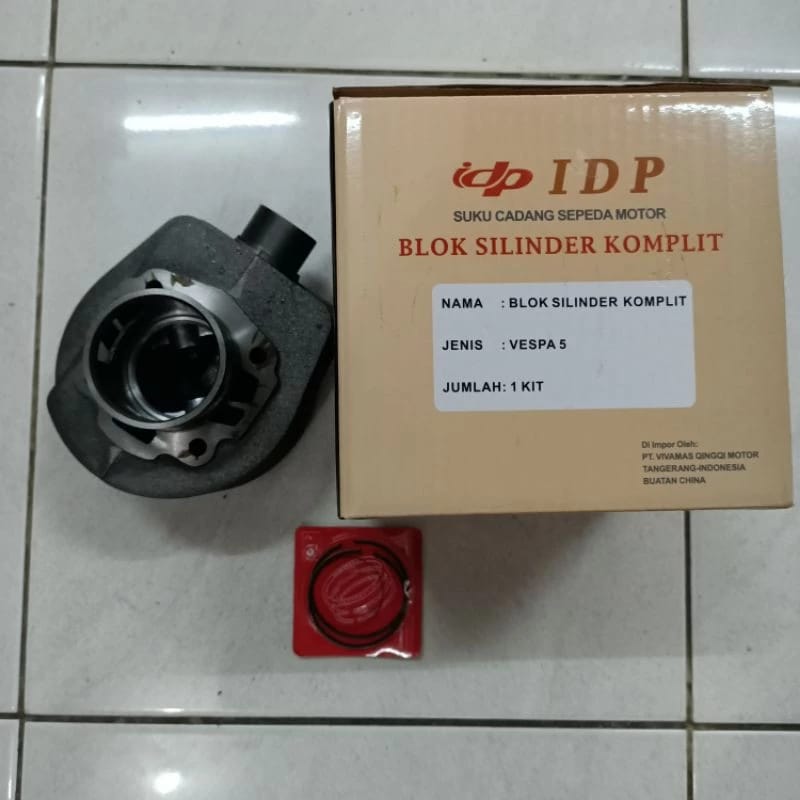 idp IDP
SUKU CADANG SEPEDA MOTOR
BLOK SILINDER KOMPLIT
NAMA : BLOK SILINDER KOMPLIT
JENIS : VESPA 5
JUMLAH: 1 KIT
Di Impor Oleh:
PT. VIVAMAS QINGQI MOTOR
TANGERANG-INDONESIA
BUATAN CHINA